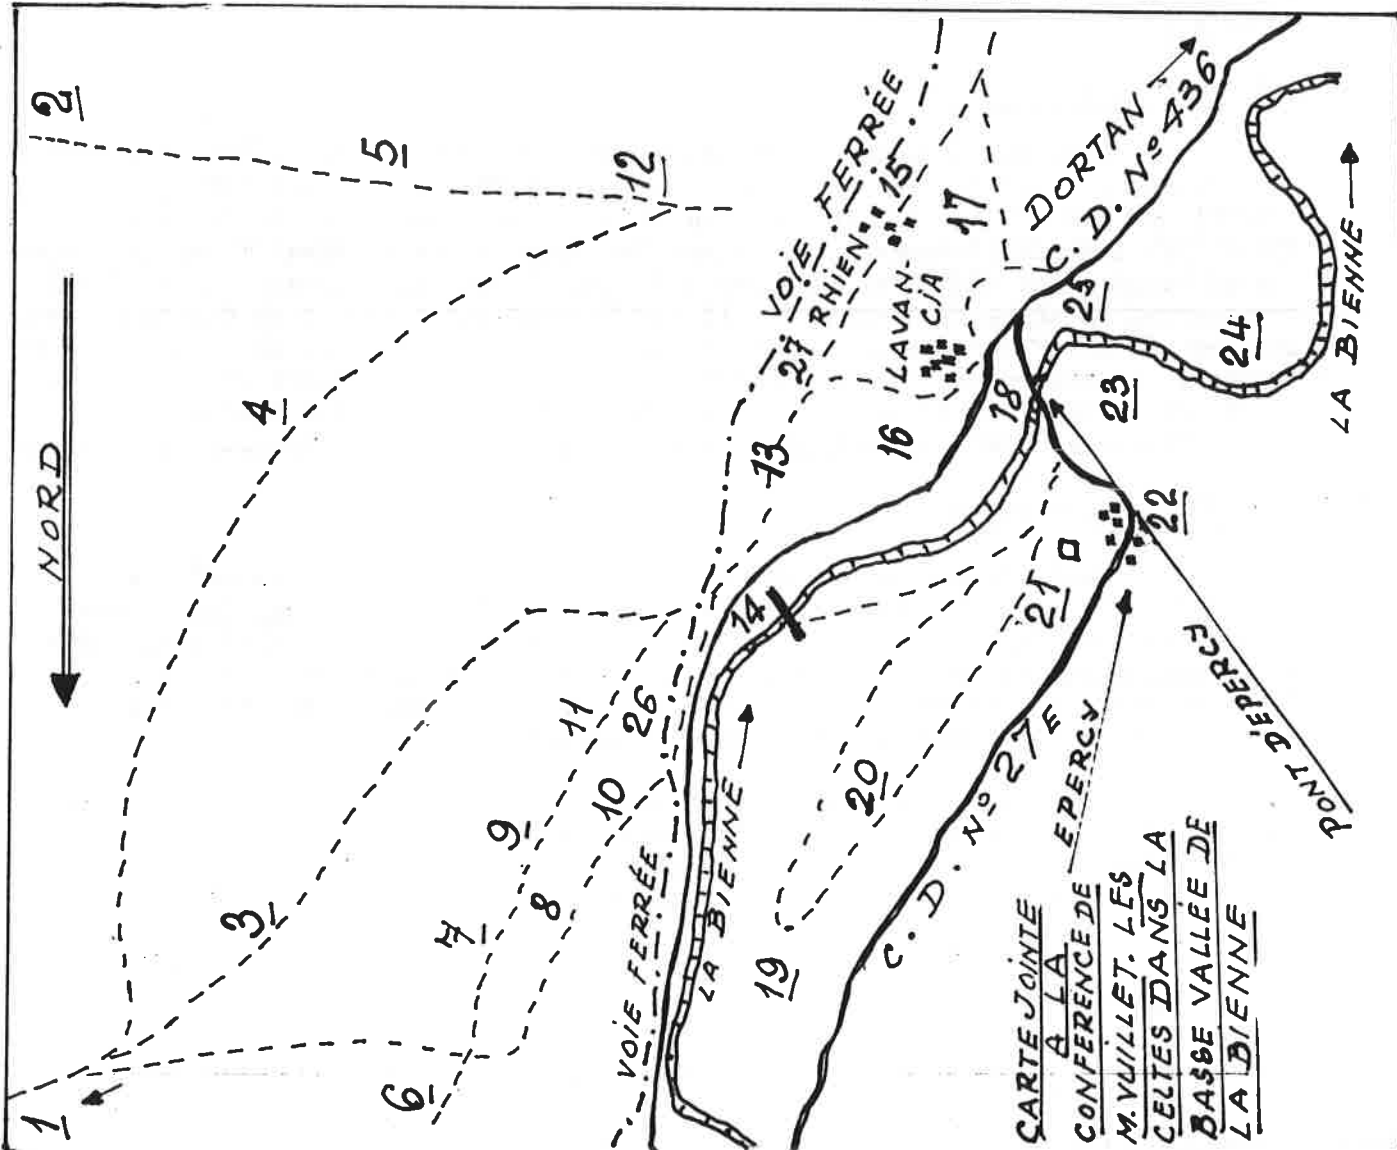 NORD
1
2
3
4
5
6
7
8
9
10
11
12
13
14
15
16
17
18
19
20
21
22
23
24
25
26
27
VOIE FERRÉE
VOIE FERRÉE
RHIEN
LAVAN-
CIA
DORTAN
C. D. Nº 436
LA BIENNE
LA BIENNE
C. D. Nº 27 E
EPERCY
PONT D'ÉPERCY
CARTE JOINTE
A LA
CONFERENCE DE
M. VUILLET. LES
CELTES DANS LA
BASSE VALLÉE DE
LA BIENNE